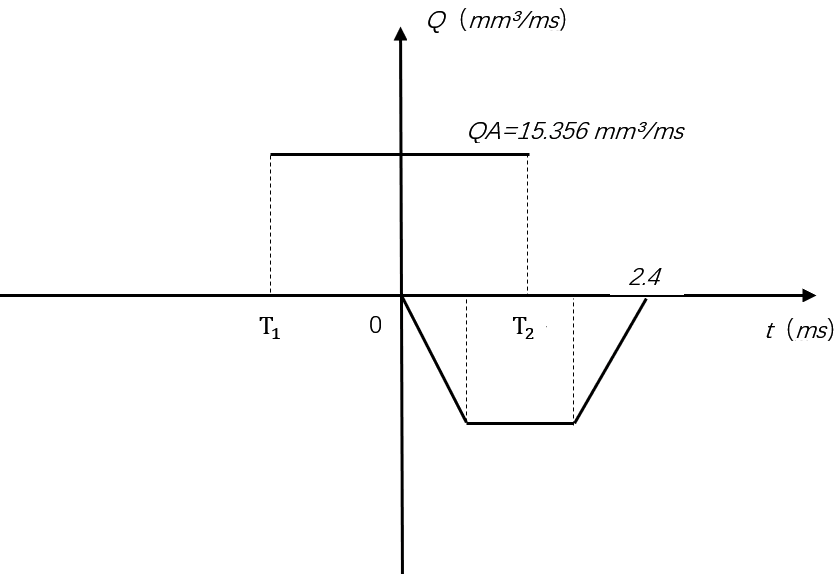 Q（mm³/ms）
QA=15.356 mm³/ms
2.4
T₁
0
T₂
t（ms）